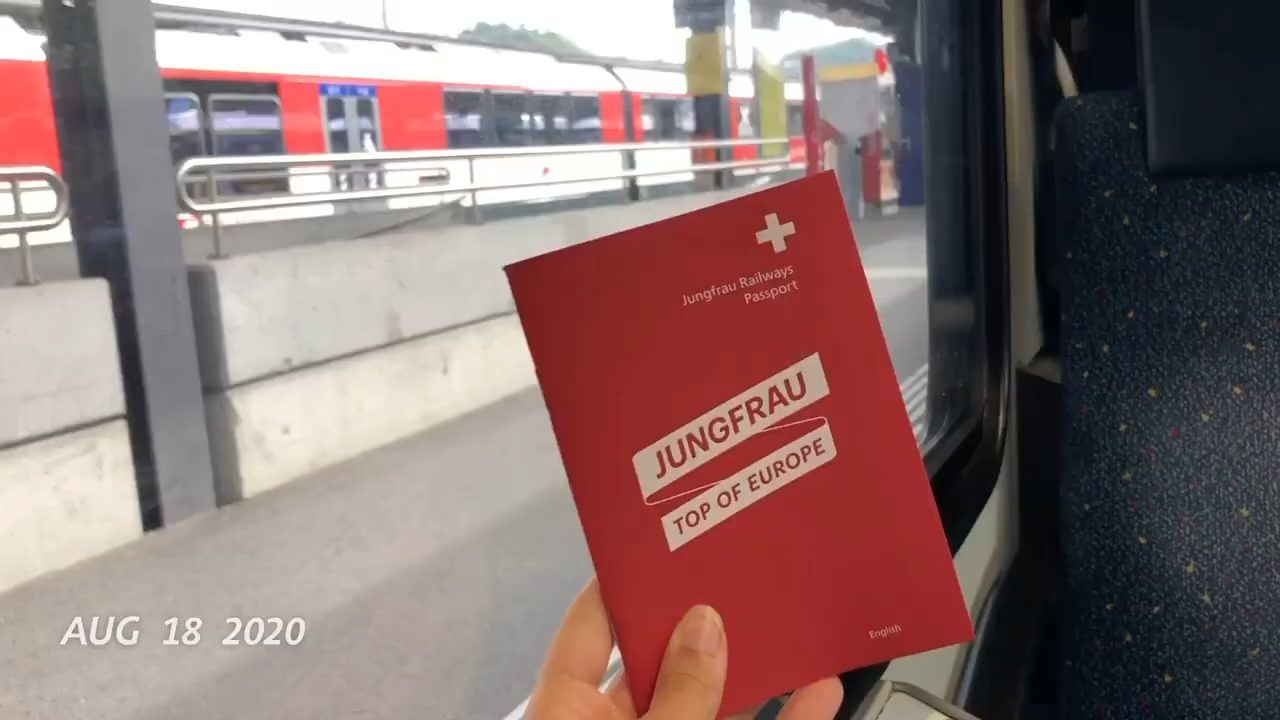 Jungfrau Railways
Passport
JUNGFRAU
TOP OF EUROPE
English
AUG 18 2020